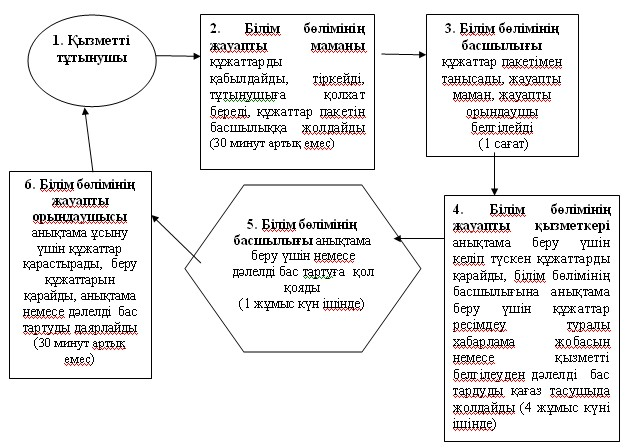 1. Қызметті
тұтынушы
2. Білім бөлімінің
жауапты маманы
құжаттарды
қабылдайды, тіркейді,
тұтынушыға қолхат
береді, құжаттар пакетін
басшылыққа жолдайды
(30 минут артық емес)
3. Білім бөлімінің
басшылығы
құжаттар пакетімен
танысады, жауапты
маман, жауапты
орындаушы
белгілейді
(1 сағат)
4. Білім бөлімінің
жауапты қызметкері
анықтама беру үшін
келіп түскен құжаттарды
қарайды, білім бөлімінің
басшылығына анықтама
беру үшін құжаттар
ресімдеу туралы
хабарлама жобасын
немесе қызметті
белгілеуден дәлелді бас
тардуды қағаз тасушыда
жолдайды (4 жұмыс күні
ішінде)
5. Білім бөлімінің
басшылығы анықтама
беру үшін немесе
дәлелді бас тартуға қол
қояды
(1 жұмыс күн ішінде)
6. Білім бөлімінің
жауапты
орындаушысы
анықтама ұсыну
үшін құжаттар
қарастырады, беру
құжаттарын
қарайды, анықтама
немесе дәлелді бас
тартуды даярлайды
(30 минут артық
емес)